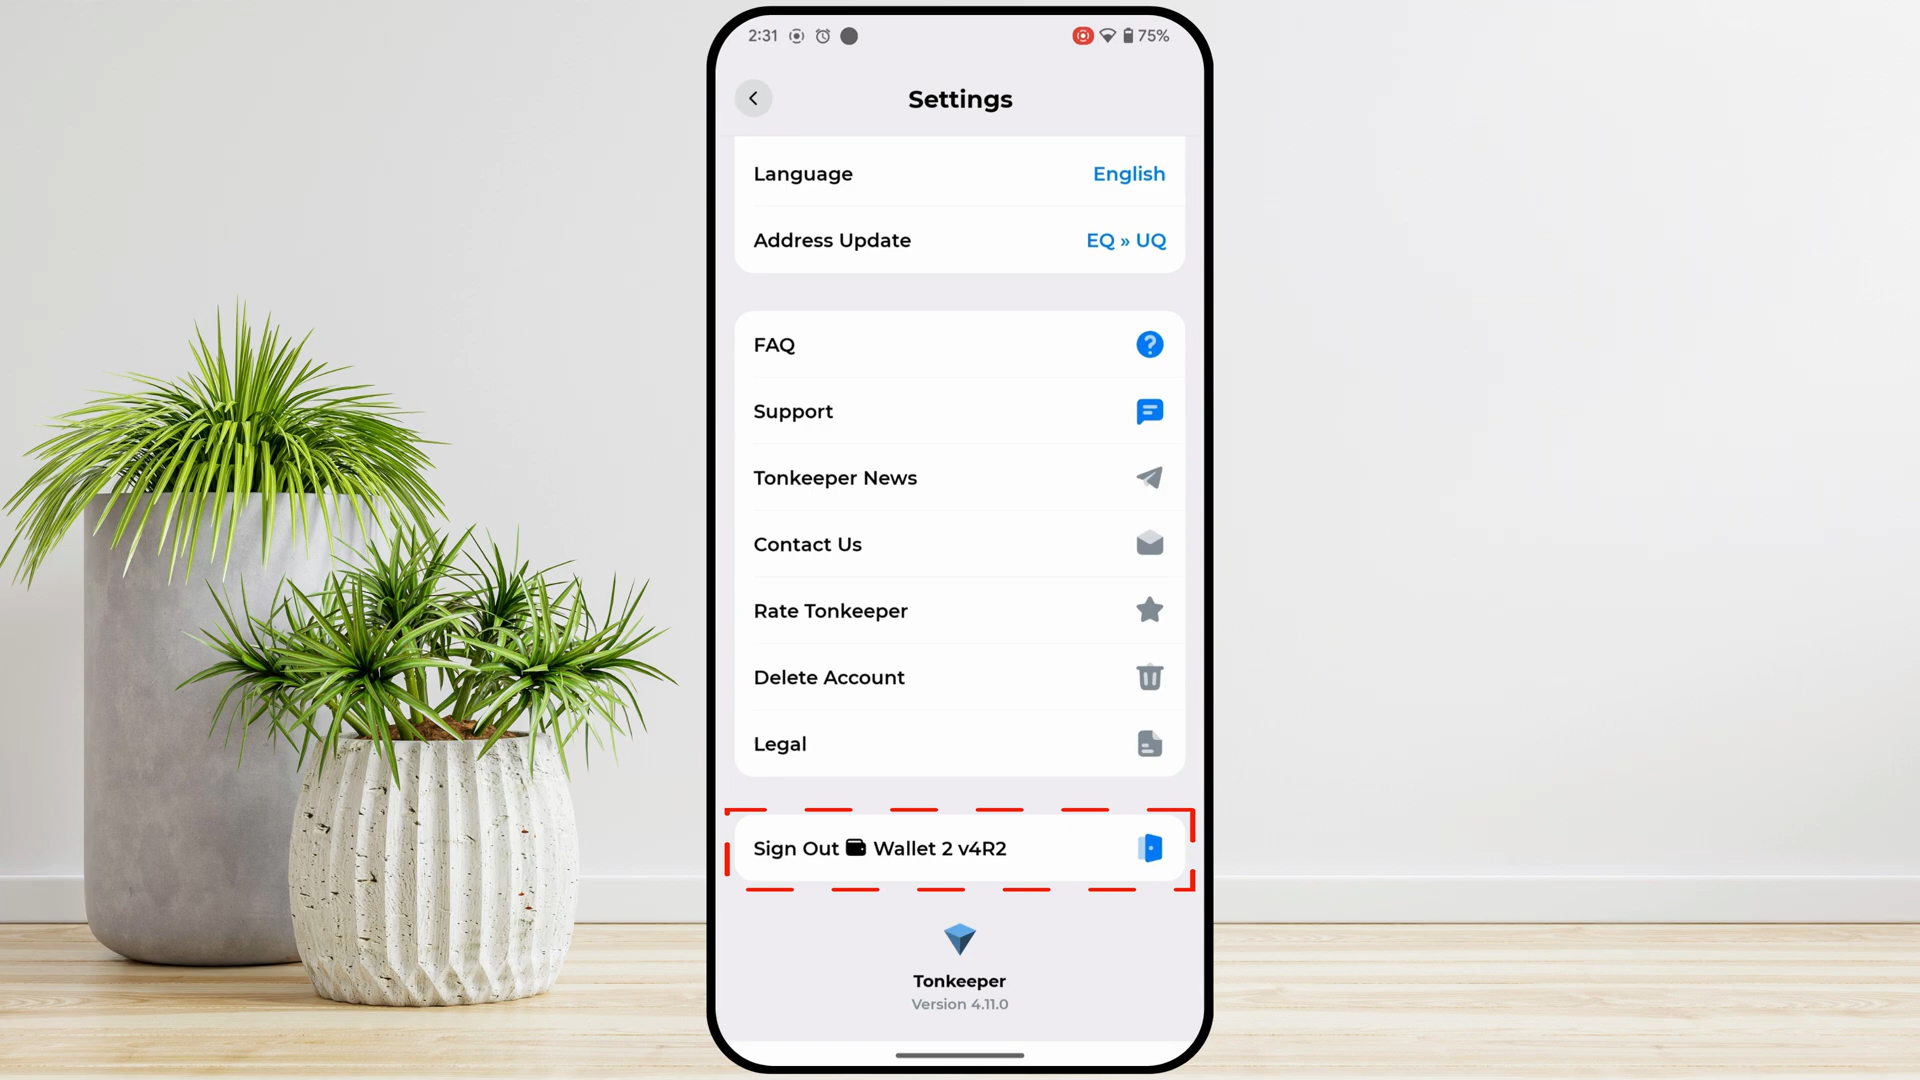 2:31
75%
Settings
Language
English
Address Update
EQ » UQ
FAQ
Support
Tonkeeper News
Contact Us
Rate Tonkeeper
Delete Account
Legal
Sign Out Wallet 2 v4R2
Tonkeeper
Version 4.11.0